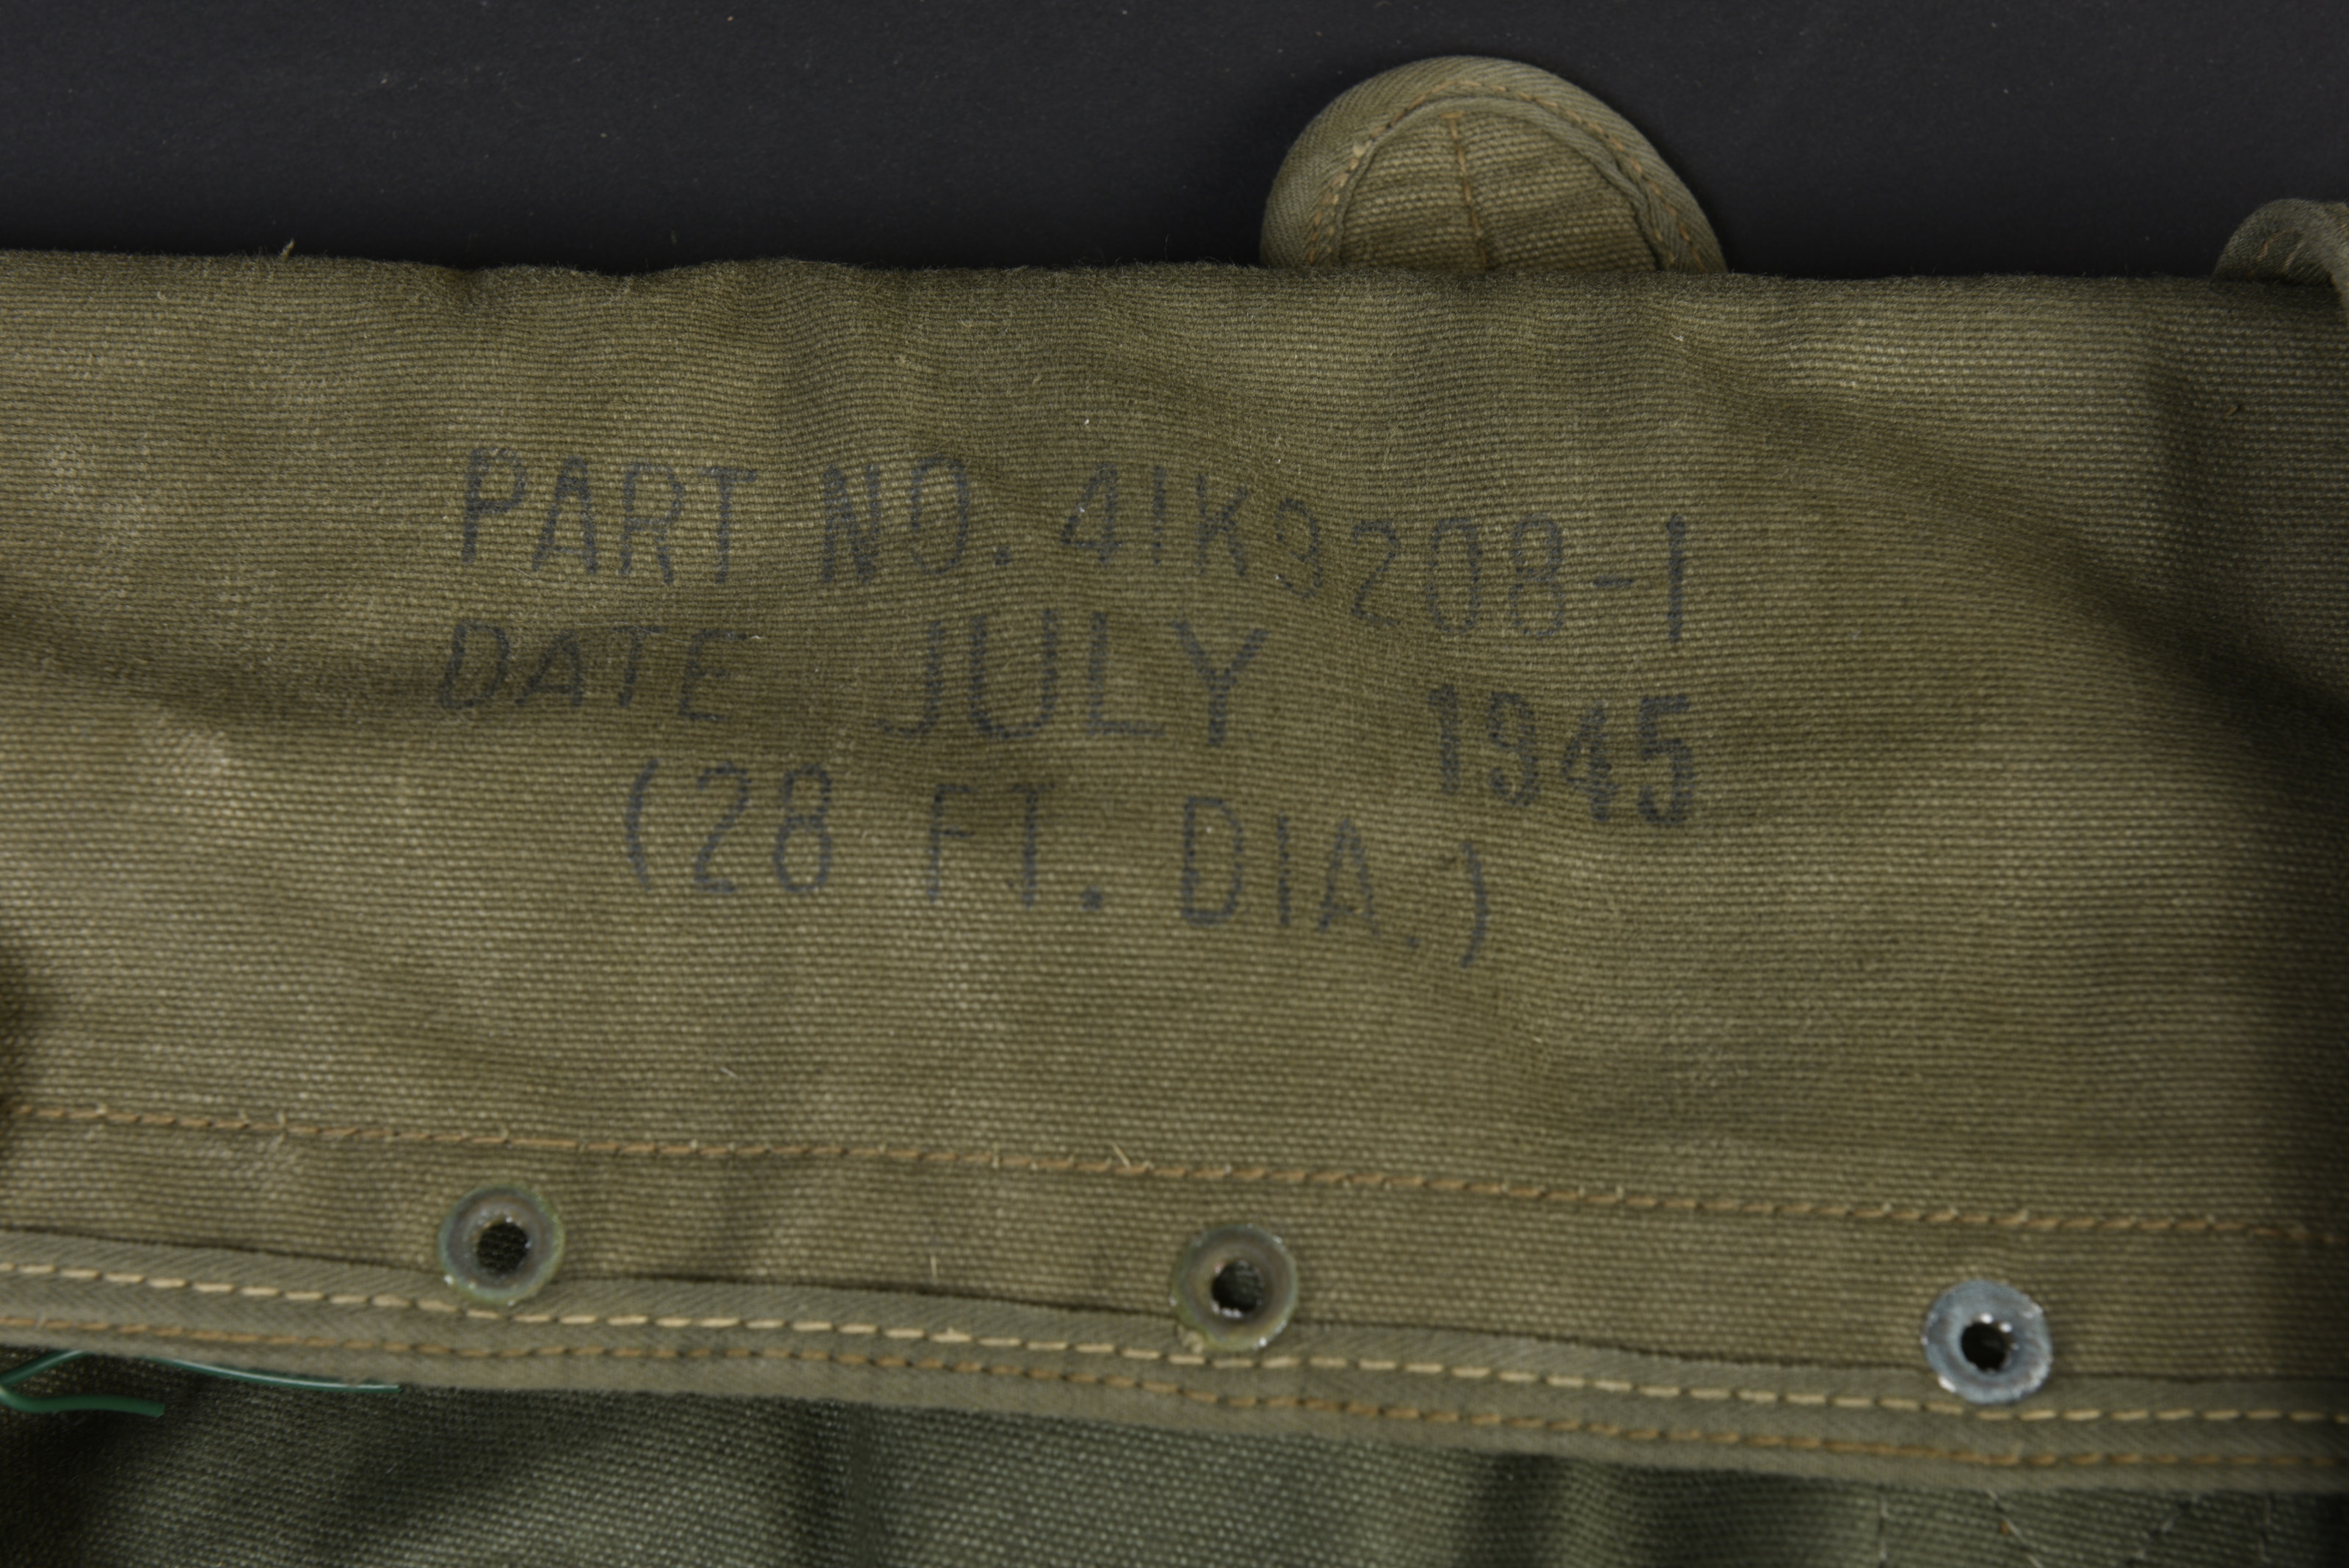 PART NO. 41K9208-1
DATE JULY 1945
(28 FT. DIA.)